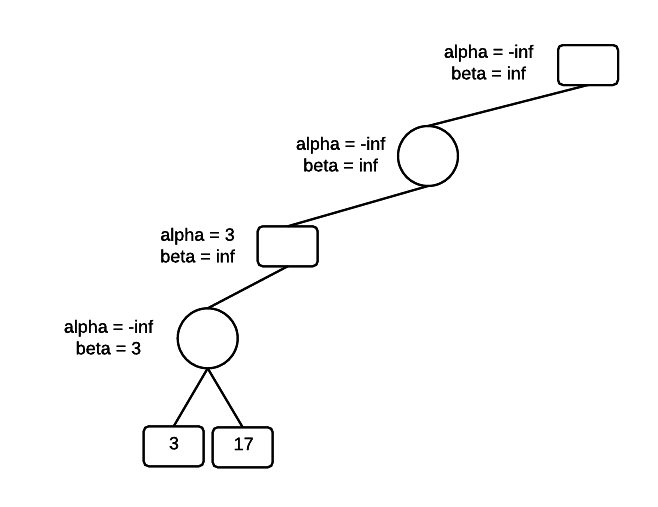 alpha = -inf
beta = inf
alpha = -inf
beta = inf
alpha = 3
beta = inf
alpha = -inf
beta = 3
3
17